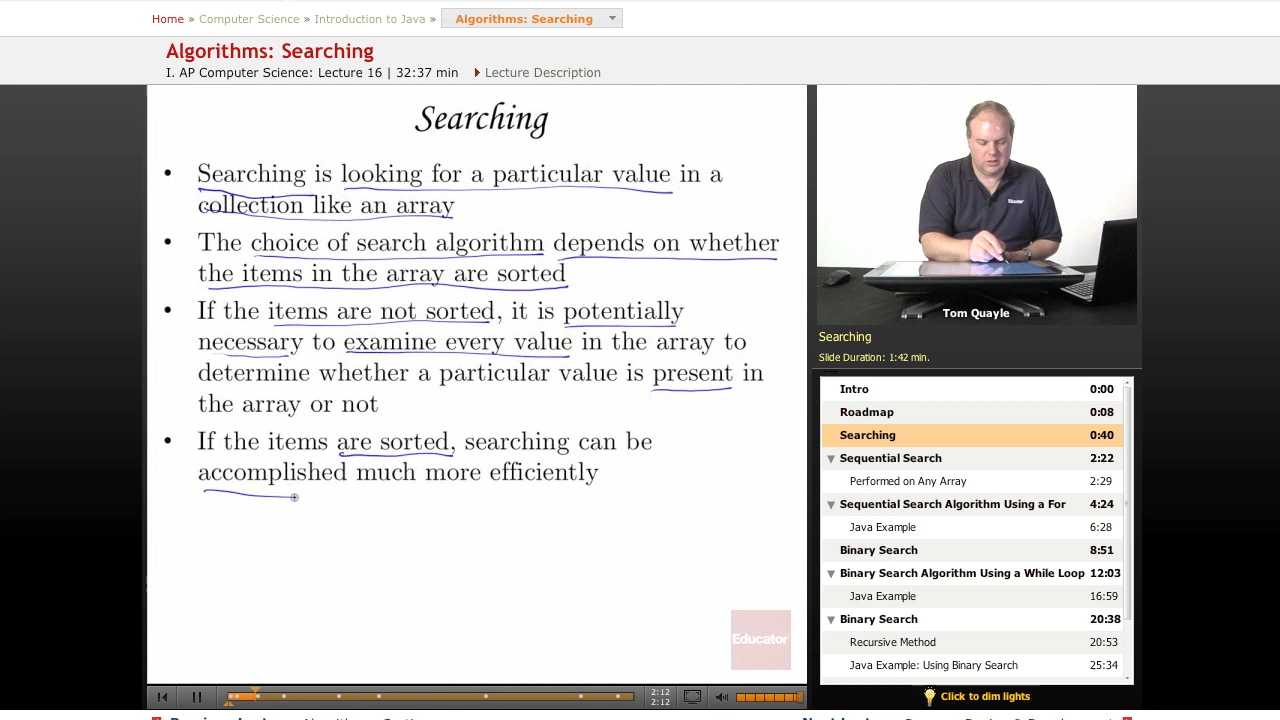 Home » Computer Science » Introduction to Java » Algorithms: Searching
Algorithms: Searching
I. AP Computer Science: Lecture 16 | 32:37 min Lecture Description
Searching
• Searching is looking for a particular value in a
collection like an array
• The choice of search algorithm depends on whether
the items in the array are sorted
• If the items are not sorted, it is potentially
necessary to examine every value in the array to
determine whether a particular value is present in
the array or not
• If the items are sorted, searching can be
accomplished much more efficiently
Educator
2:12
2:12
Educator
Tom Quayle
Searching
Slide Duration: 1:42 min.
Intro 0:00
Roadmap 0:08
Searching 0:40
Sequential Search 2:22
Performed on Any Array 2:29
Sequential Search Algorithm Using a For 4:24
Java Example 6:28
Binary Search 8:51
Binary Search Algorithm Using a While Loop 12:03
Java Example 16:59
Binary Search 20:38
Recursive Method 20:53
Java Example: Using Binary Search 25:34
Click to dim lights